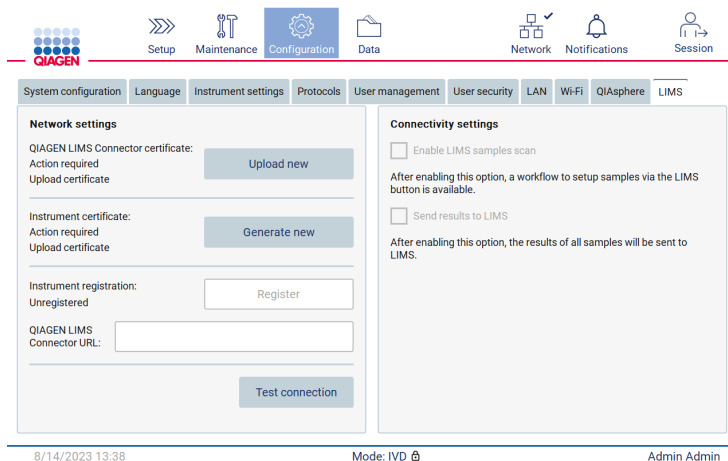 QIAGEN
Setup
Maintenance
Configuration
Data
Network
Notifications
Session
System configuration
Language
Instrument settings
Protocols
User management
User security
LAN
Wi-Fi
QIAsphere
LIMS
Network settings
QIAGEN LIMS Connector certificate:
Action required
Upload certificate
Upload new
Instrument certificate:
Action required
Upload certificate
Generate new
Instrument registration:
Unregistered
Register
QIAGEN LIMS
Connector URL:
Test connection
Connectivity settings
Enable LIMS samples scan
After enabling this option, a workflow to setup samples via the LIMS
button is available.
Send results to LIMS
After enabling this option, the results of all samples will be sent to
LIMS.
8/14/2023 13:38
Mode: IVD
Admin Admin